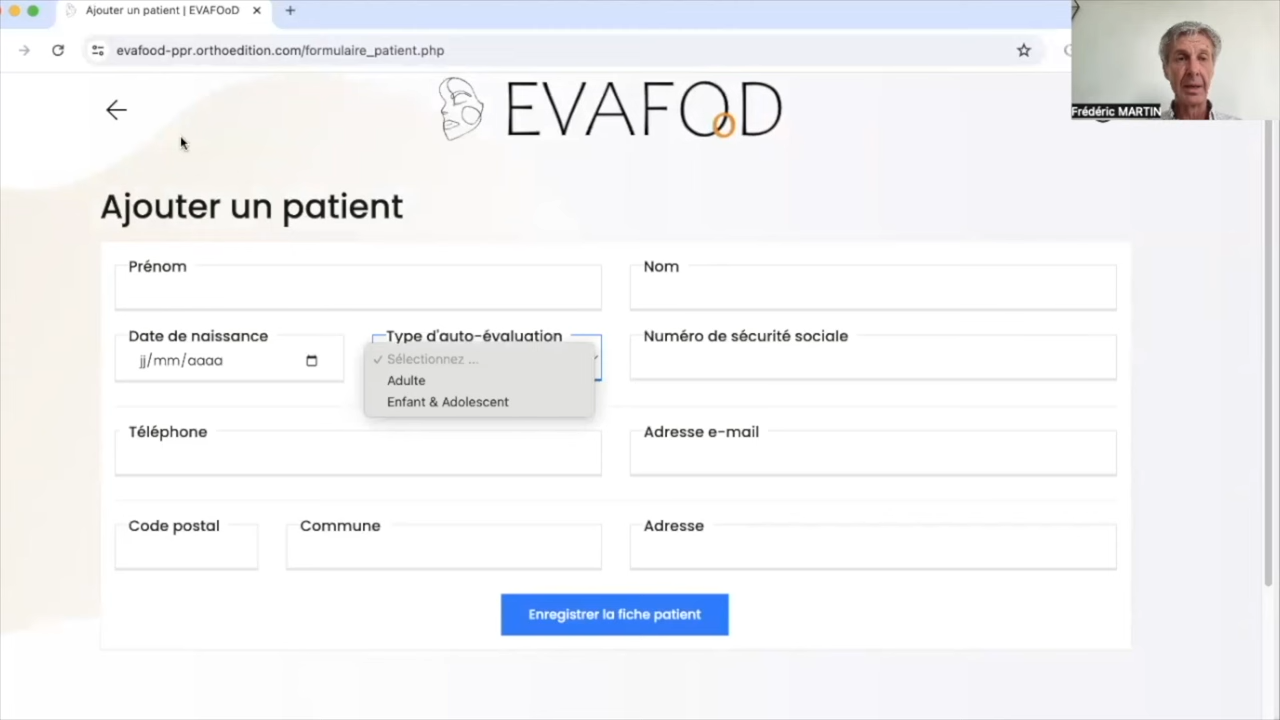 Ajouter un patient | EVAFOoD
evafood-ppr.orthoedition.com/formulaire_patient.php
EVAFOoD
Frédéric MARTIN
Ajouter un patient
Prénom
Nom
Date de naissance
Type d'auto-évaluation
Numéro de sécurité sociale
jj/mm/aaaa
Sélectionnez ...
Adulte
Enfant & Adolescent
Téléphone
Adresse e-mail
Code postal
Commune
Adresse
Enregistrer la fiche patient